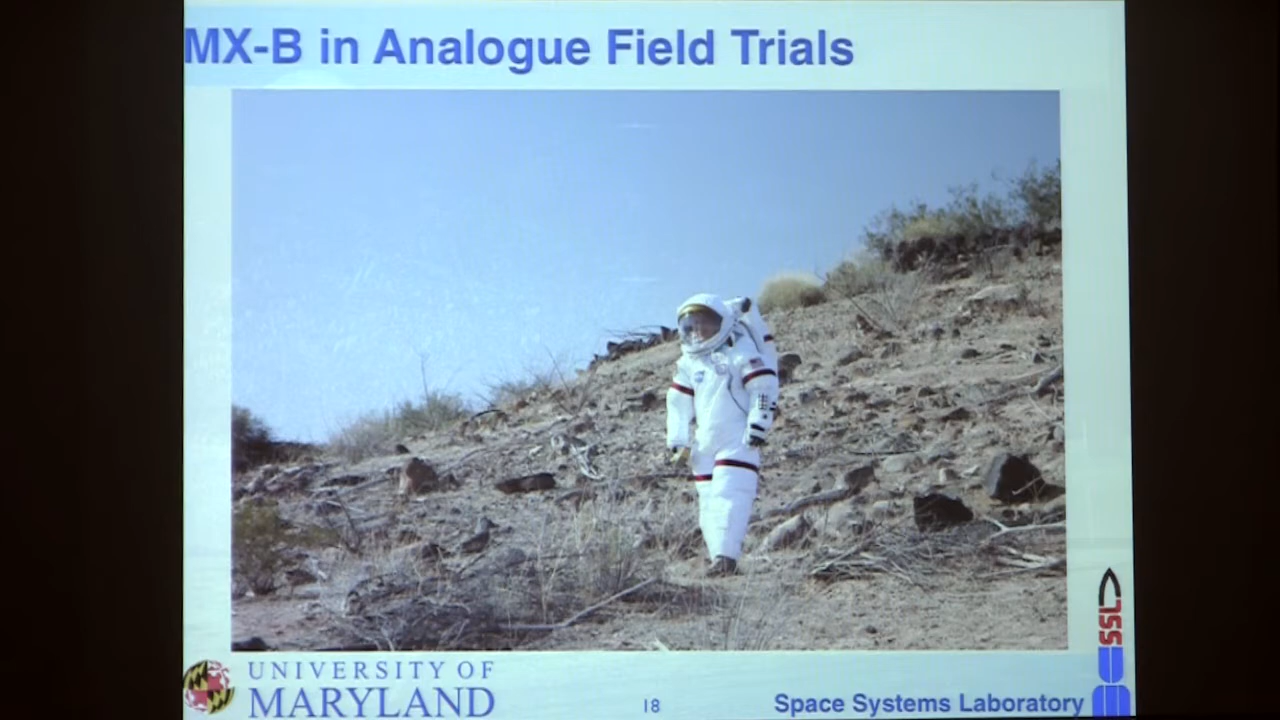 MX-B in Analogue Field Trials
UNIVERSITY OF
MARYLAND
18
Space Systems Laboratory
SSL